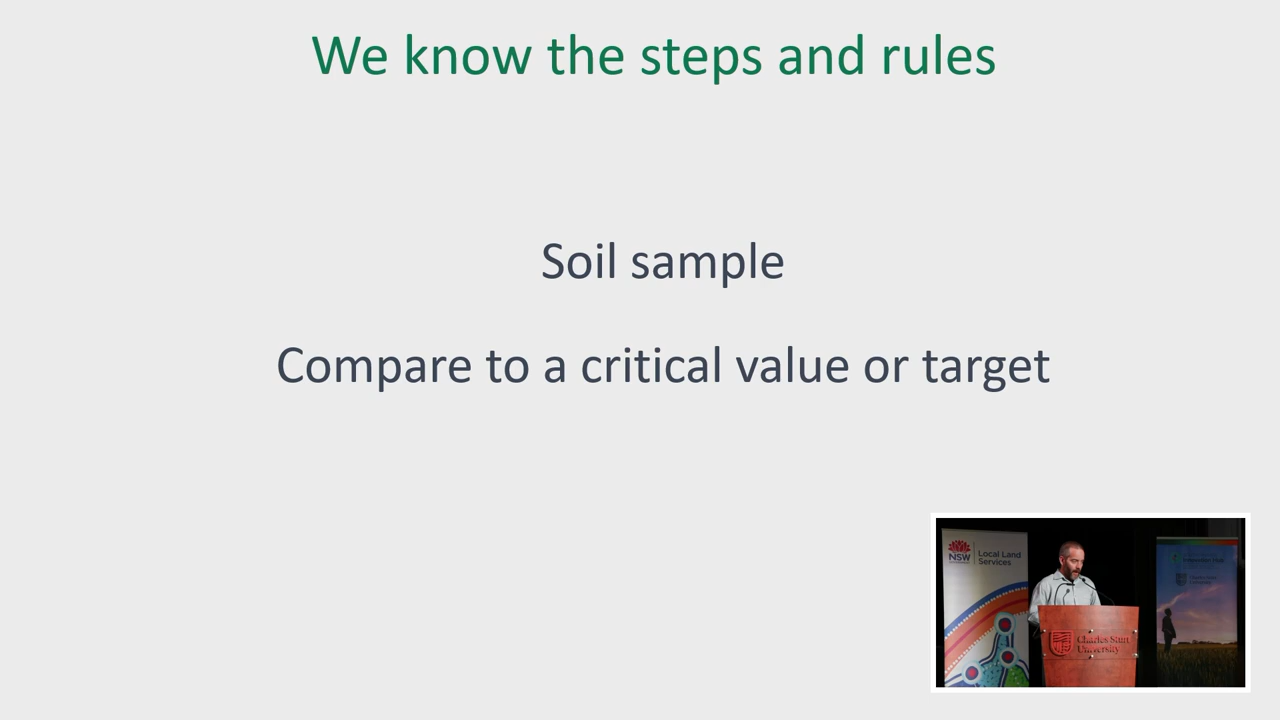 We know the steps and rules
Soil sample
Compare to a critical value or target
NSW
Local Land
Services
Charles Sturt
University